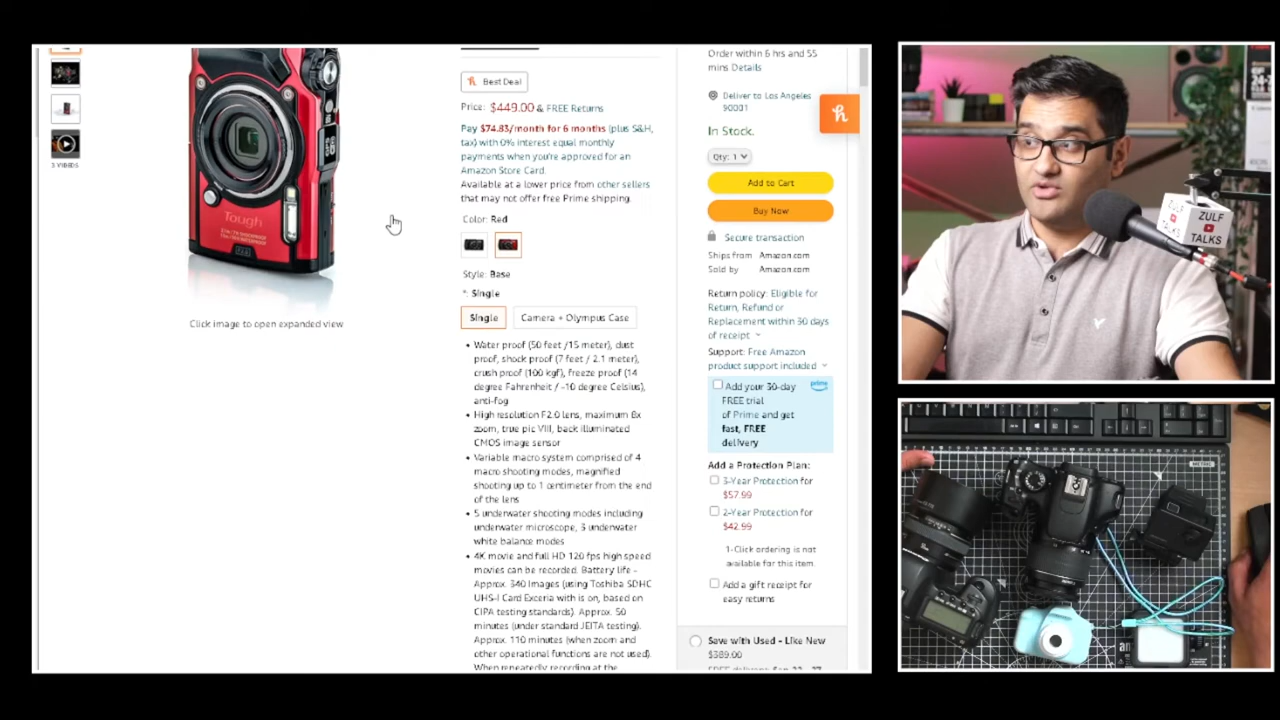 3 VIDEOS
Tough
Click image to open expanded view
Best Deal
Price: $449.00 & FREE Returns
Pay $74.83/month for 6 months (plus S&H,
tax) with 0% interest equal monthly
payments when you're approved for an
Amazon Store Card.
Available at a lower price from other sellers
that may not offer free Prime shipping.
Color: Red
Style: Base
*: Single
Single
Camera + Olympus Case
• Water proof (50 feet /15 meter), dust
proof, shock proof (7 feet / 2.1 meter),
crush proof (100 kgf), freeze proof (14
degree Fahrenheit / -10 degree Celsius),
anti-fog
• High resolution F2.0 lens, maximum 8x
zoom, true pic VIII, back illuminated
CMOS image sensor
• Variable macro system comprised of 4
macro shooting modes, magnified
shooting up to 1 centimeter from the end
of the lens
• 5 underwater shooting modes including
underwater microscope, 3 underwater
white balance modes
• 4K movie and full HD 120 fps high speed
movies can be recorded. Battery life -
Approx. 340 Images (using Toshiba SDHC
UHS-I Card Exceria with is on, based on
CIPA testing standards). Approx. 50
minutes (under standard JEITA testing).
Approx. 110 minutes (when zoom and
other operational functions are not used).
When repeatedly recording at the
Order within 6 hrs and 55
mins Details
Deliver to Los Angeles
90001
h
In Stock.
Qty: 1
Add to Cart
Buy Now
Secure transaction
Ships from Amazon.com
Sold by Amazon.com
Return policy: Eligible for
Return, Refund or
Replacement within 30 days
of receipt
Support: Free Amazon
product support included
Add your 30-day
FREE trial
of Prime and get
fast, FREE
delivery
prime
Add a Protection Plan:
3-Year Protection for
$57.99
2-Year Protection for
$42.99
1-Click ordering is not
available for this item.
Add a gift receipt for
easy returns
Save with Used - Like New
$389.00
ZULF
TALKS
ZULF
TALKS
METRIC